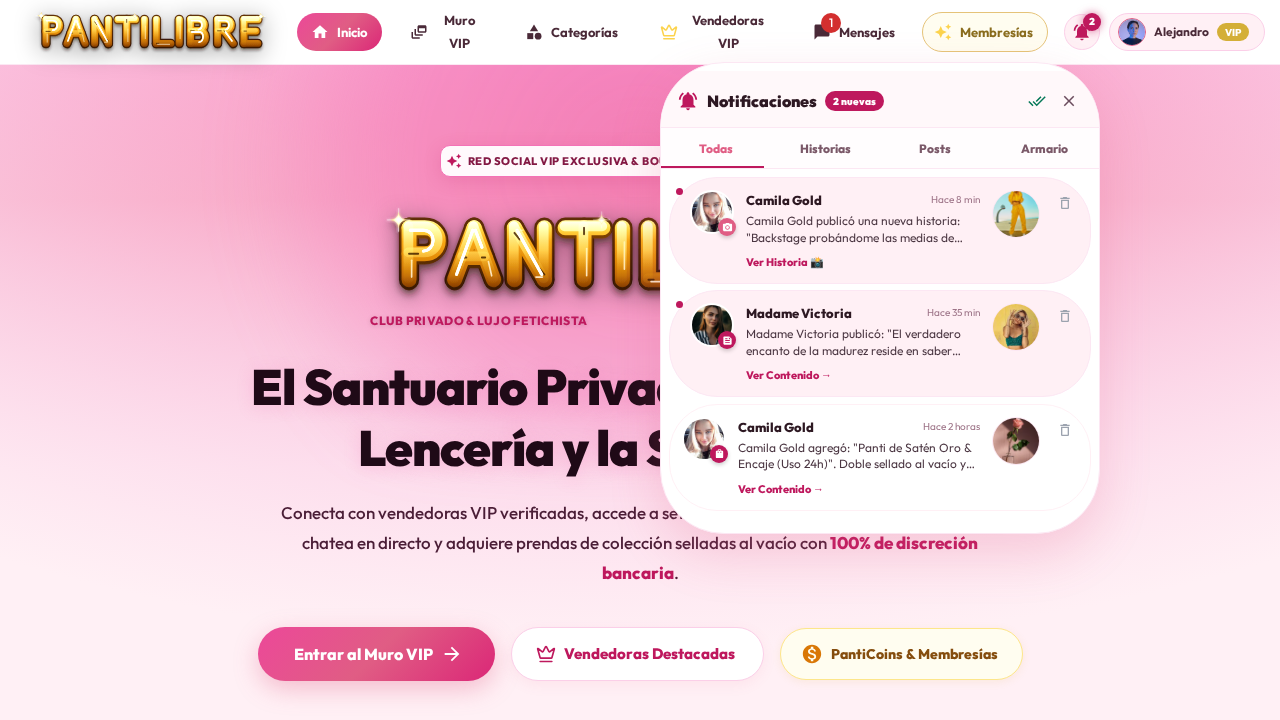 PANTILIBRE
Inicio
Muro
VIP
Categorías
Vendedoras
VIP
1
Mensajes
Membresías
2
Alejandro
VIP
Notificaciones
2 nuevas
Todas
Historias
Posts
Armario
Camila Gold
Hace 8 min
Camila Gold publicó una nueva historia:
"Backstage probándome las medias de...
Ver Historia 📸
Madame Victoria
Hace 35 min
Madame Victoria publicó: "El verdadero
encanto de la madurez reside en saber...
Ver Contenido →
Camila Gold
Hace 2 horas
Camila Gold agregó: "Panti de Satén Oro &
Encaje (Uso 24h)". Doble sellado al vacío y...
Ver Contenido →
RED SOCIAL VIP EXCLUSIVA &
PANTIL
CLUB PRIVADO & LUJO FETICHISTA
El Santuario
Lencería y la
Conecta con vendedoras VIP verificadas, accede a
chatea en directo y adquiere prendas de colección selladas al vacío con 100% de discreción
bancaria.
Entrar al Muro VIP →
Vendedoras Destacadas
PantiCoins & Membresías